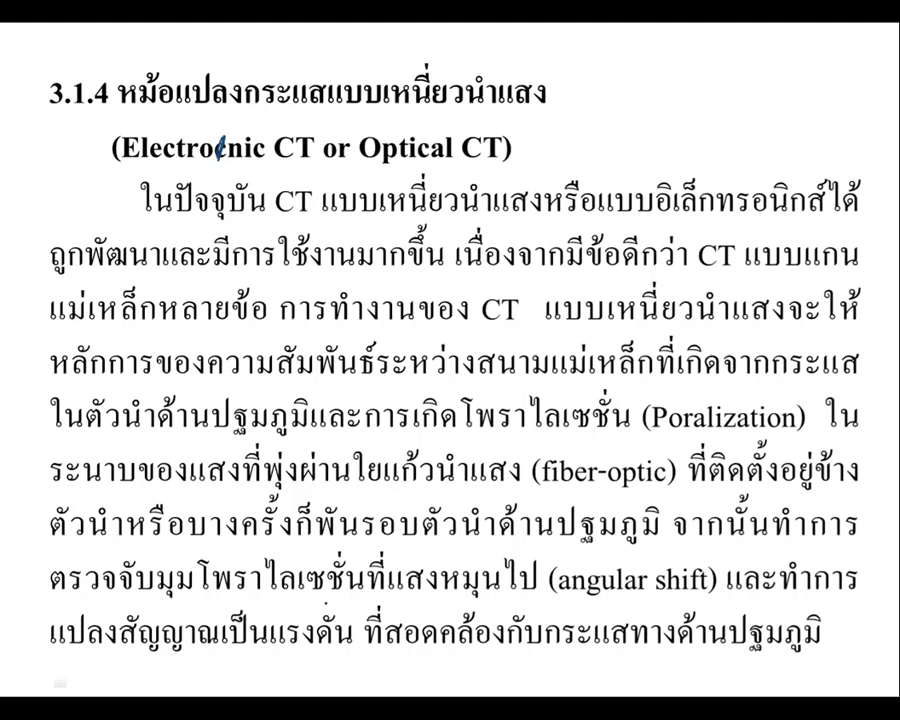 3.1.4 หม้อแปลงกระแสแบบเหนี่ยวนำแสง
(Electrocnic CT or Optical CT)
ในปัจจุบัน CT แบบเหนี่ยวนำแสงหรือแบบอิเล็กทรอนิกส์ได้
ถูกพัฒนาและมีการใช้งานมากขึ้น เนื่องจากมีข้อดีกว่า CT แบบแกน
แม่เหล็กหลายข้อ การทำงานของ CT แบบเหนี่ยวนำแสงจะให้
หลักการของความสัมพันธ์ระหว่างสนามแม่เหล็กที่เกิดจากกระแส
ในตัวนำด้านปฐมภูมิและการเกิดโพราไลเซชั่น (Poralization) ใน
ระนาบของแสงที่พุ่งผ่านใยแก้วนำแสง (fiber-optic) ที่ติดตั้งอยู่ข้าง
ตัวนำหรือบางครั้งก็พันรอบตัวนำด้านปฐมภูมิ จากนั้นทำการ
ตรวจจับมุมโพราไลเซชั่นที่แสงหมุนไป (angular shift) และทำการ
แปลงสัญญาณเป็นแรงดัน ที่สอดคล้องกับกระแสทางด้านปฐมภูมิ